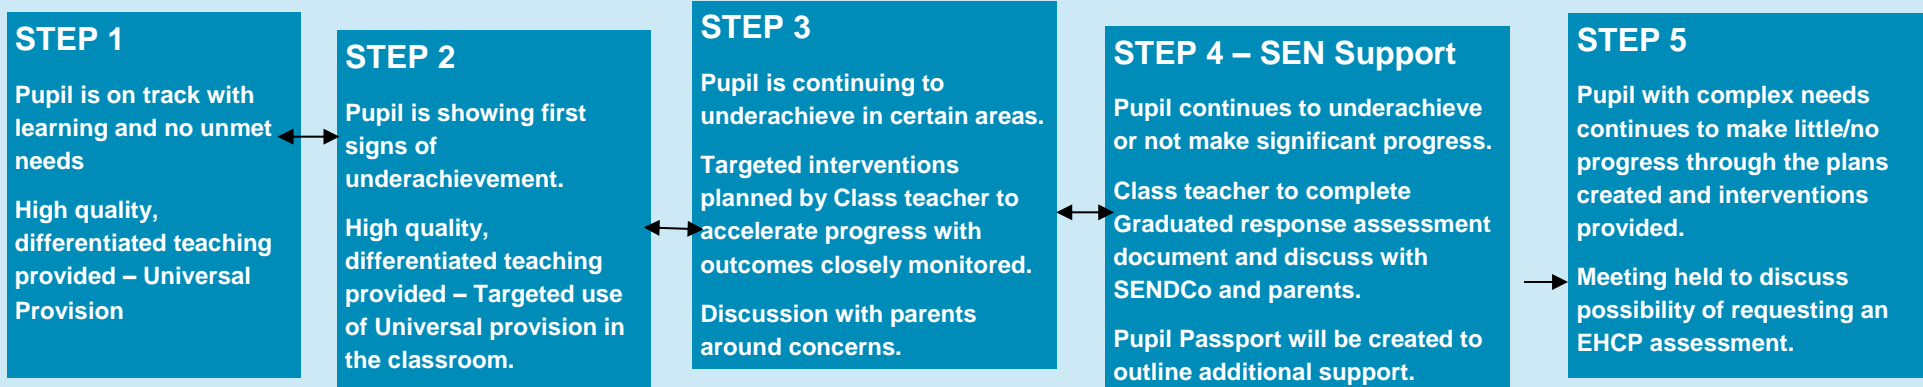 STEP 1
Pupil is on track with
learning and no unmet
needs
High quality,
differentiated teaching
provided – Universal
Provision
STEP 2
Pupil is showing first
signs of
underachievement.
High quality,
differentiated teaching
provided – Targeted use
of Universal provision in
the classroom.
STEP 3
Pupil is continuing to
underachieve in certain areas.
Targeted interventions
planned by Class teacher to
accelerate progress with
outcomes closely monitored.
Discussion with parents
around concerns.
STEP 4 – SEN Support
Pupil continues to underachieve
or not make significant progress.
Class teacher to complete
Graduated response assessment
document and discuss with
SENDCo and parents.
Pupil Passport will be created to
outline additional support.
STEP 5
Pupil with complex needs
continues to make little/no
progress through the plans
created and interventions
provided.
Meeting held to discuss
possibility of requesting an
EHCP assessment.